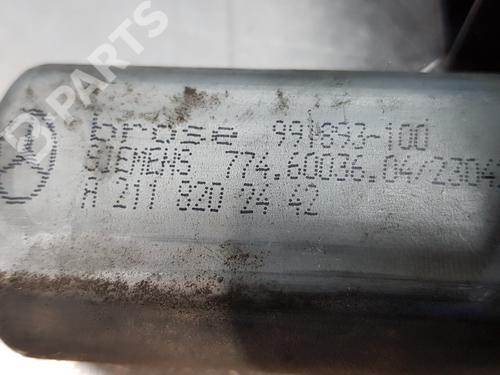 B-PARTS
brose 991893-100
SIEMENS 774.60036.04/2304
A 211 820 24 42